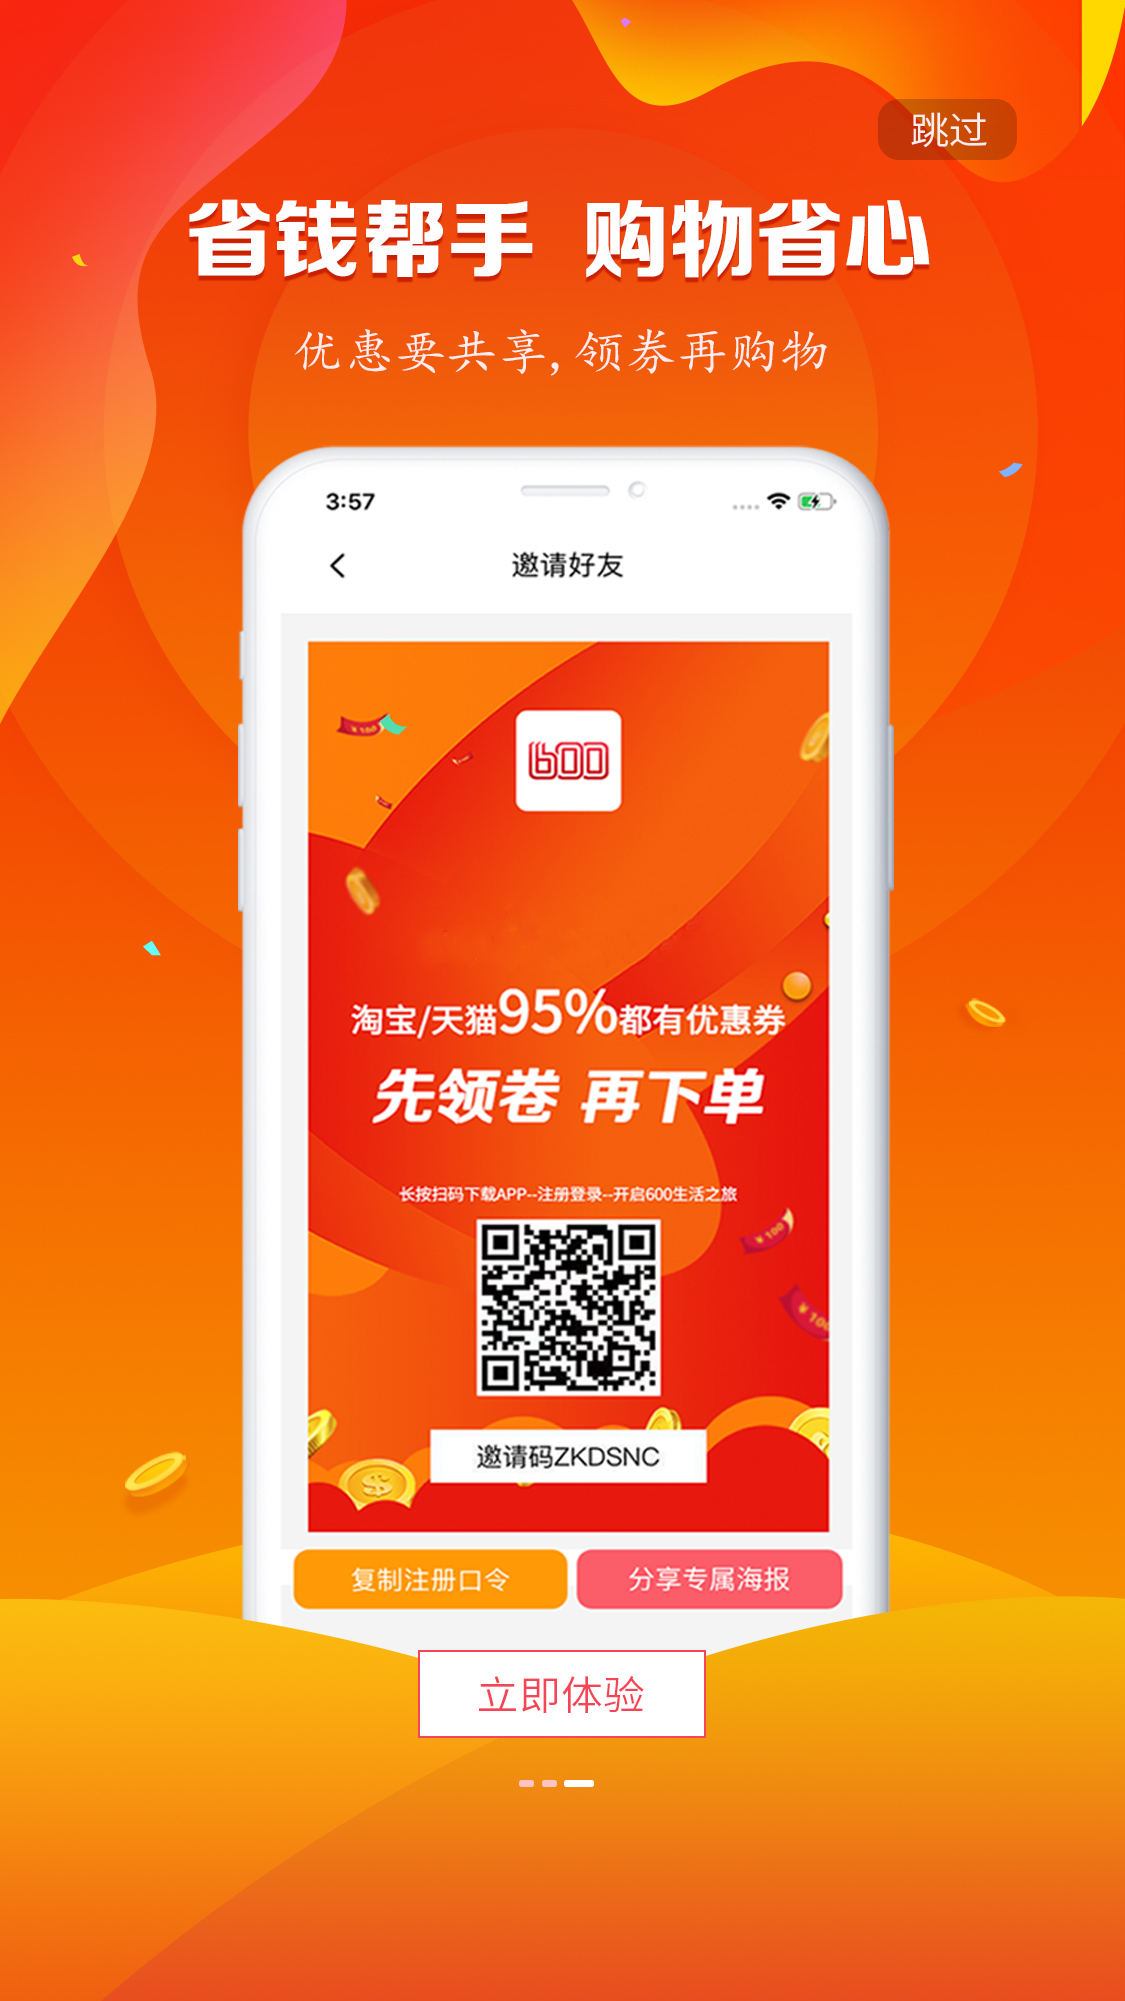 跳过
省钱帮手 购物省心
优惠要共享,领券再购物
3:57
邀请好友
600
¥100
淘宝/天猫95%都有优惠券
先领卷 再下单
长按扫码下载APP--注册登录--开启600生活之旅
¥100
¥100
邀请码ZKDSNC
复制注册口令
分享专属海报
立即体验